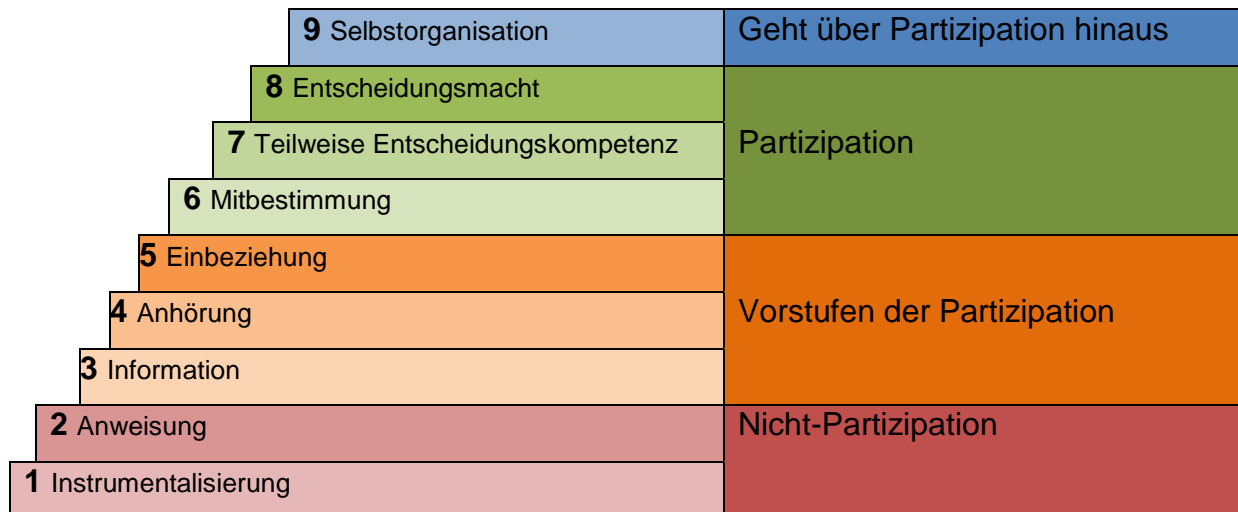 9 Selbstorganisation
Geht über Partizipation hinaus
8 Entscheidungsmacht
7 Teilweise Entscheidungskompetenz
Partizipation
6 Mitbestimmung
5 Einbeziehung
4 Anhörung
Vorstufen der Partizipation
3 Information
2 Anweisung
Nicht-Partizipation
1 Instrumentalisierung